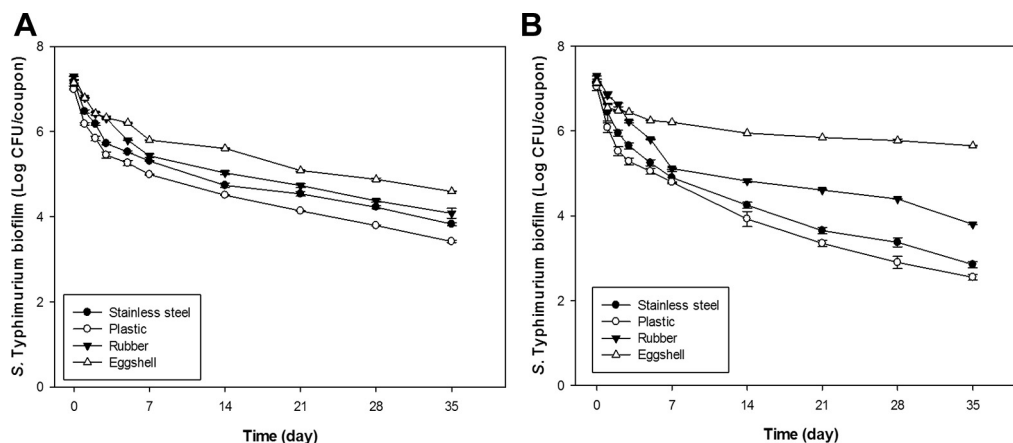 A
S. Typhimurium biofilm (Log CFU/coupon)
8
6
4
2
0
Stainless steel
Plastic
Rubber
Eggshell
0 7 14 21 28 35
Time (day)
B
S. Typhimurium biofilm (Log CFU/coupon)
8
6
4
2
0
Stainless steel
Plastic
Rubber
Eggshell
0 7 14 21 28 35
Time (day)